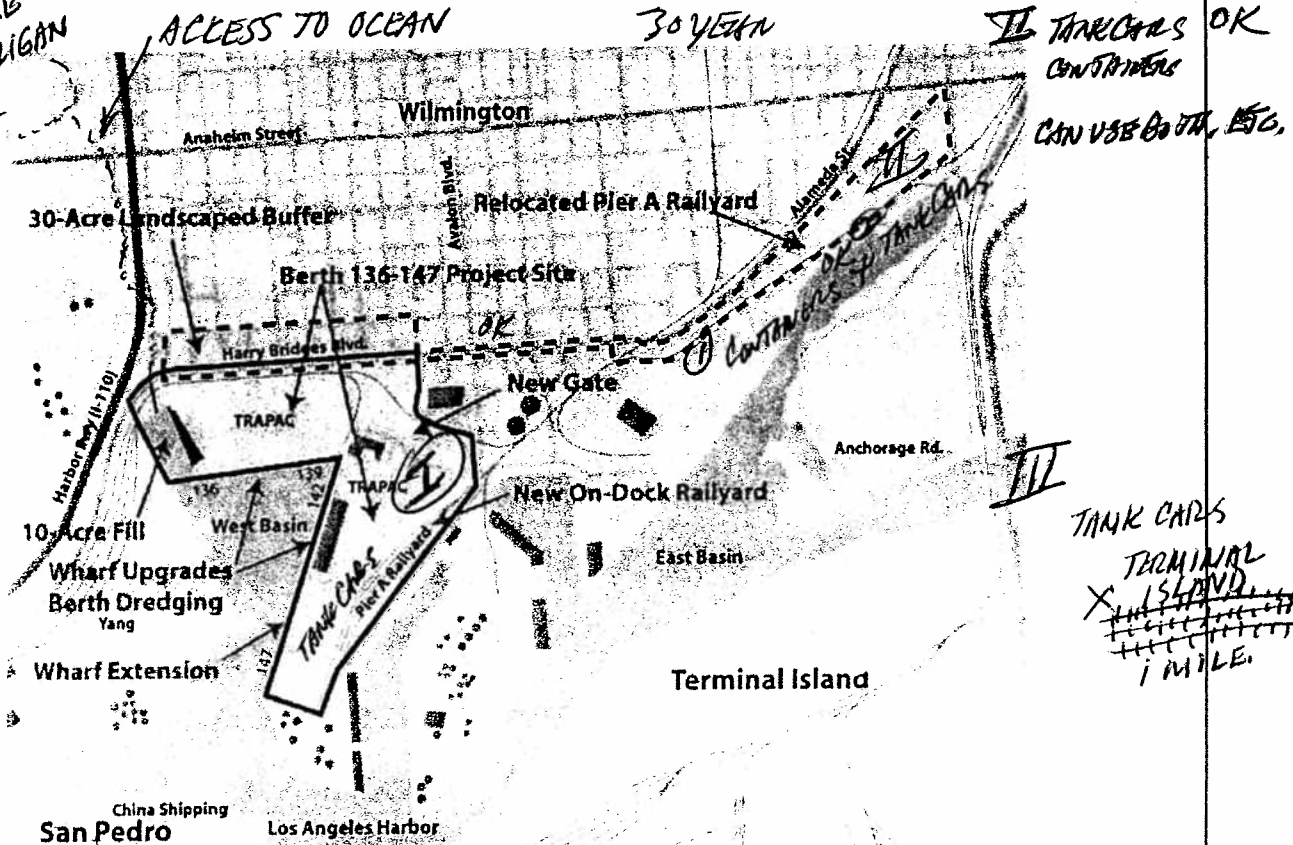 ACCESS TO OCEAN
II TANK CARS OK
CONTAINERS
CAN USE BOTH, ETC.
Wilmington
Anaheim Street
Avalon Blvd.
Alameda St.
II
30-Acre Landscaped Buffer
Relocated Pier A Railyard
Berth 136-147 Project Site
OK
OK
CONTAINERS + TANK CARS
I
Harry Bridges Blvd.
Harbor Fwy (I-110)
New Gate
TRAPAC
Anchorage Rd.
III
139
142
136
TRAPAC
I
New On-Dock Railyard
10-Acre Fill
West Basin
East Basin
TANK CARS
TERMINAL
X ISLAND
1 MILE.
Wharf Upgrades
Berth Dredging
Yang
TANK CARS
Pier A Railyard
Wharf Extension
147
Terminal Island
China Shipping
San Pedro
Los Angeles Harbor